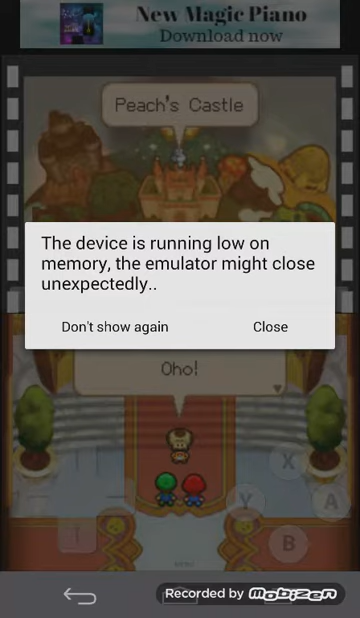 New Magic Piano
Download now
Peach's Castle
The device is running low on
memory, the emulator might close
unexpectedly..
Don't show again
Close
Oho!
X
Y
A
B
MENU
Recorded by Mobizen